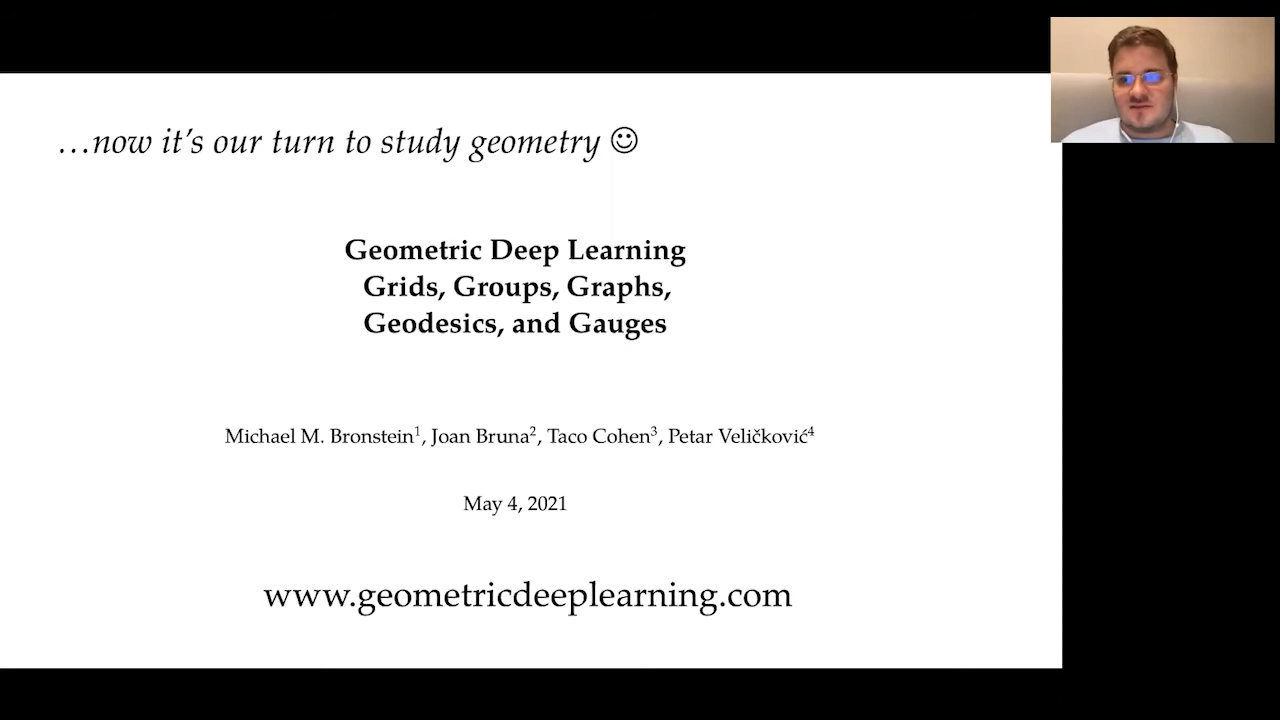 …now it's our turn to study geometry ☺
Geometric Deep Learning
Grids, Groups, Graphs,
Geodesics, and Gauges
Michael M. Bronstein¹, Joan Bruna², Taco Cohen³, Petar Veličković⁴
May 4, 2021
www.geometricdeeplearning.com